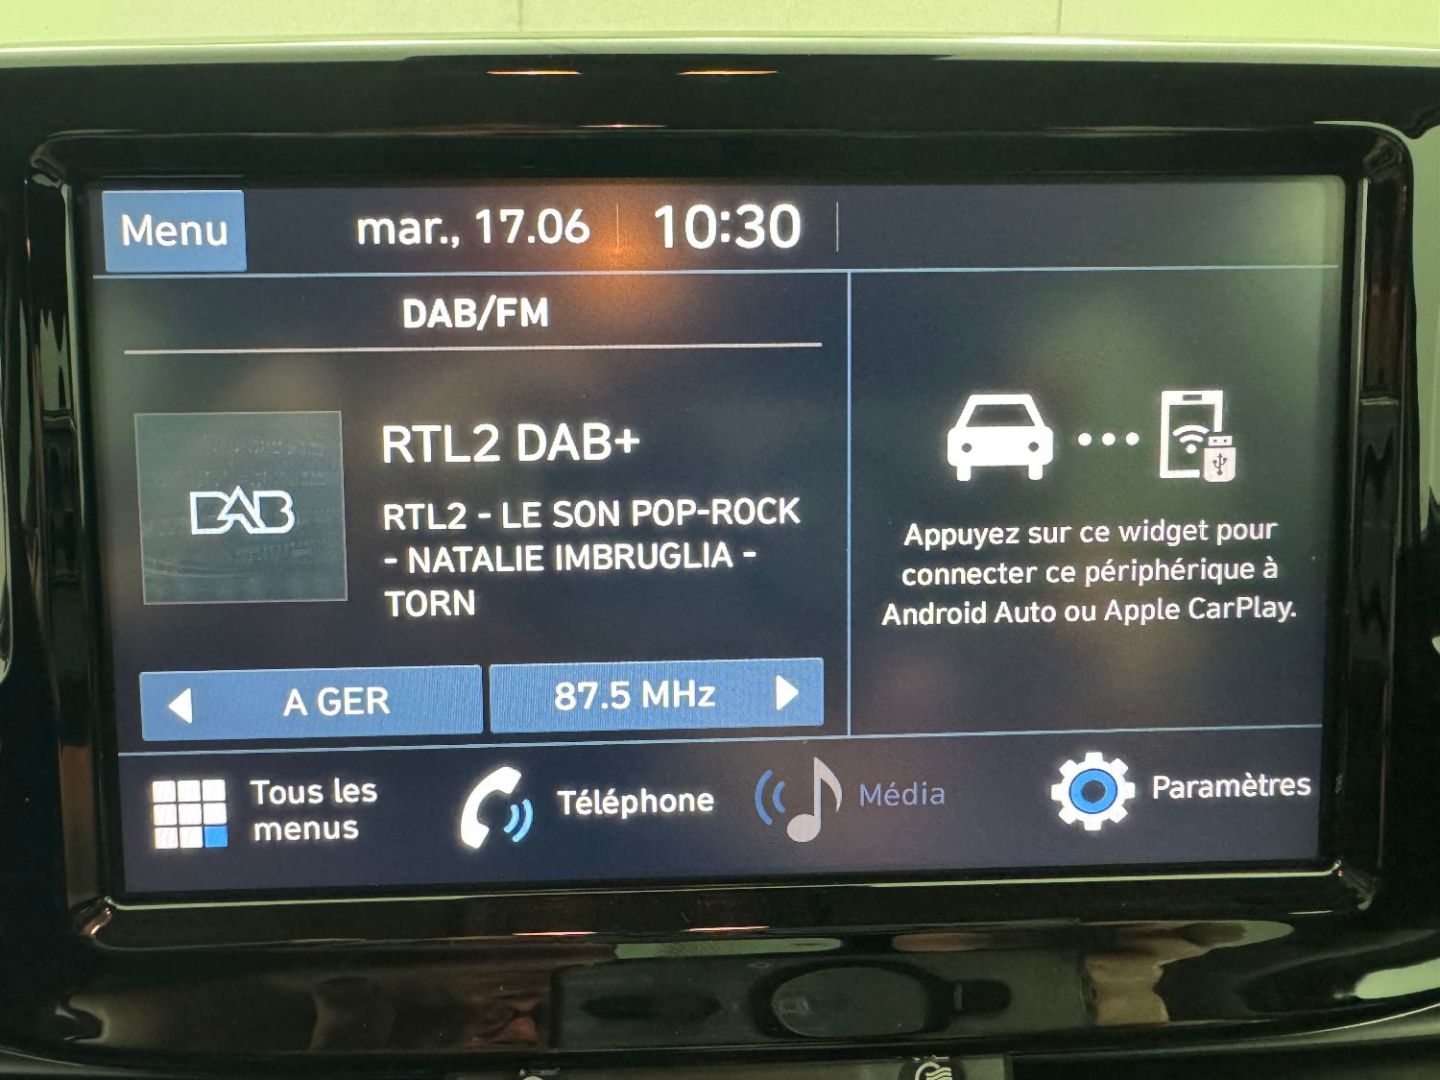 Menu
mar., 17.06
10:30
DAB/FM
DAB
RTL2 DAB+
RTL2 - LE SON POP-ROCK
- NATALIE IMBRUGLIA -
TORN
A GER
87.5 MHz
Appuyez sur ce widget pour
connecter ce périphérique à
Android Auto ou Apple CarPlay.
Tous les
menus
Téléphone
Média
Paramètres